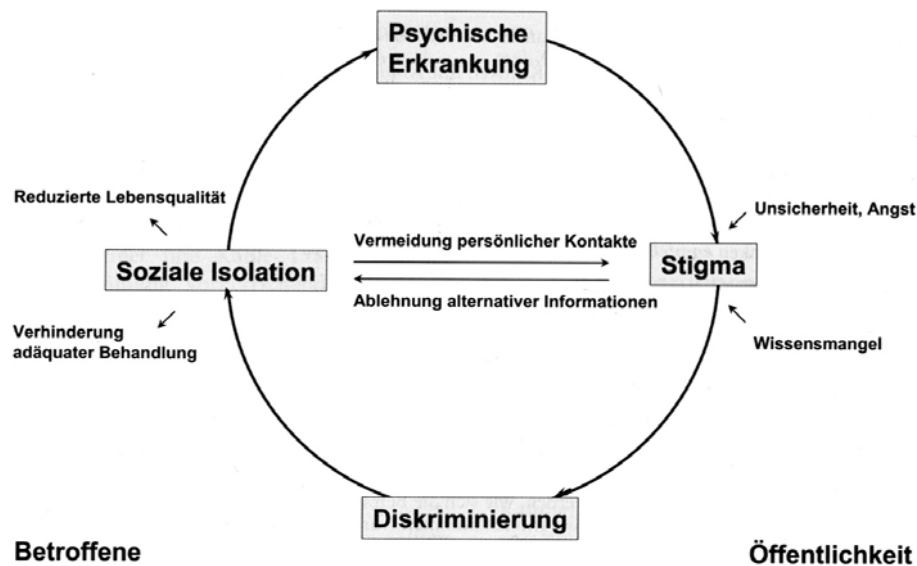 Psychische
Erkrankung
Reduzierte Lebensqualität
Unsicherheit, Angst
Vermeidung persönlicher Kontakte
Soziale Isolation
Stigma
Ablehnung alternativer Informationen
Verhinderung
adäquater Behandlung
Wissensmangel
Diskriminierung
Betroffene
Öffentlichkeit